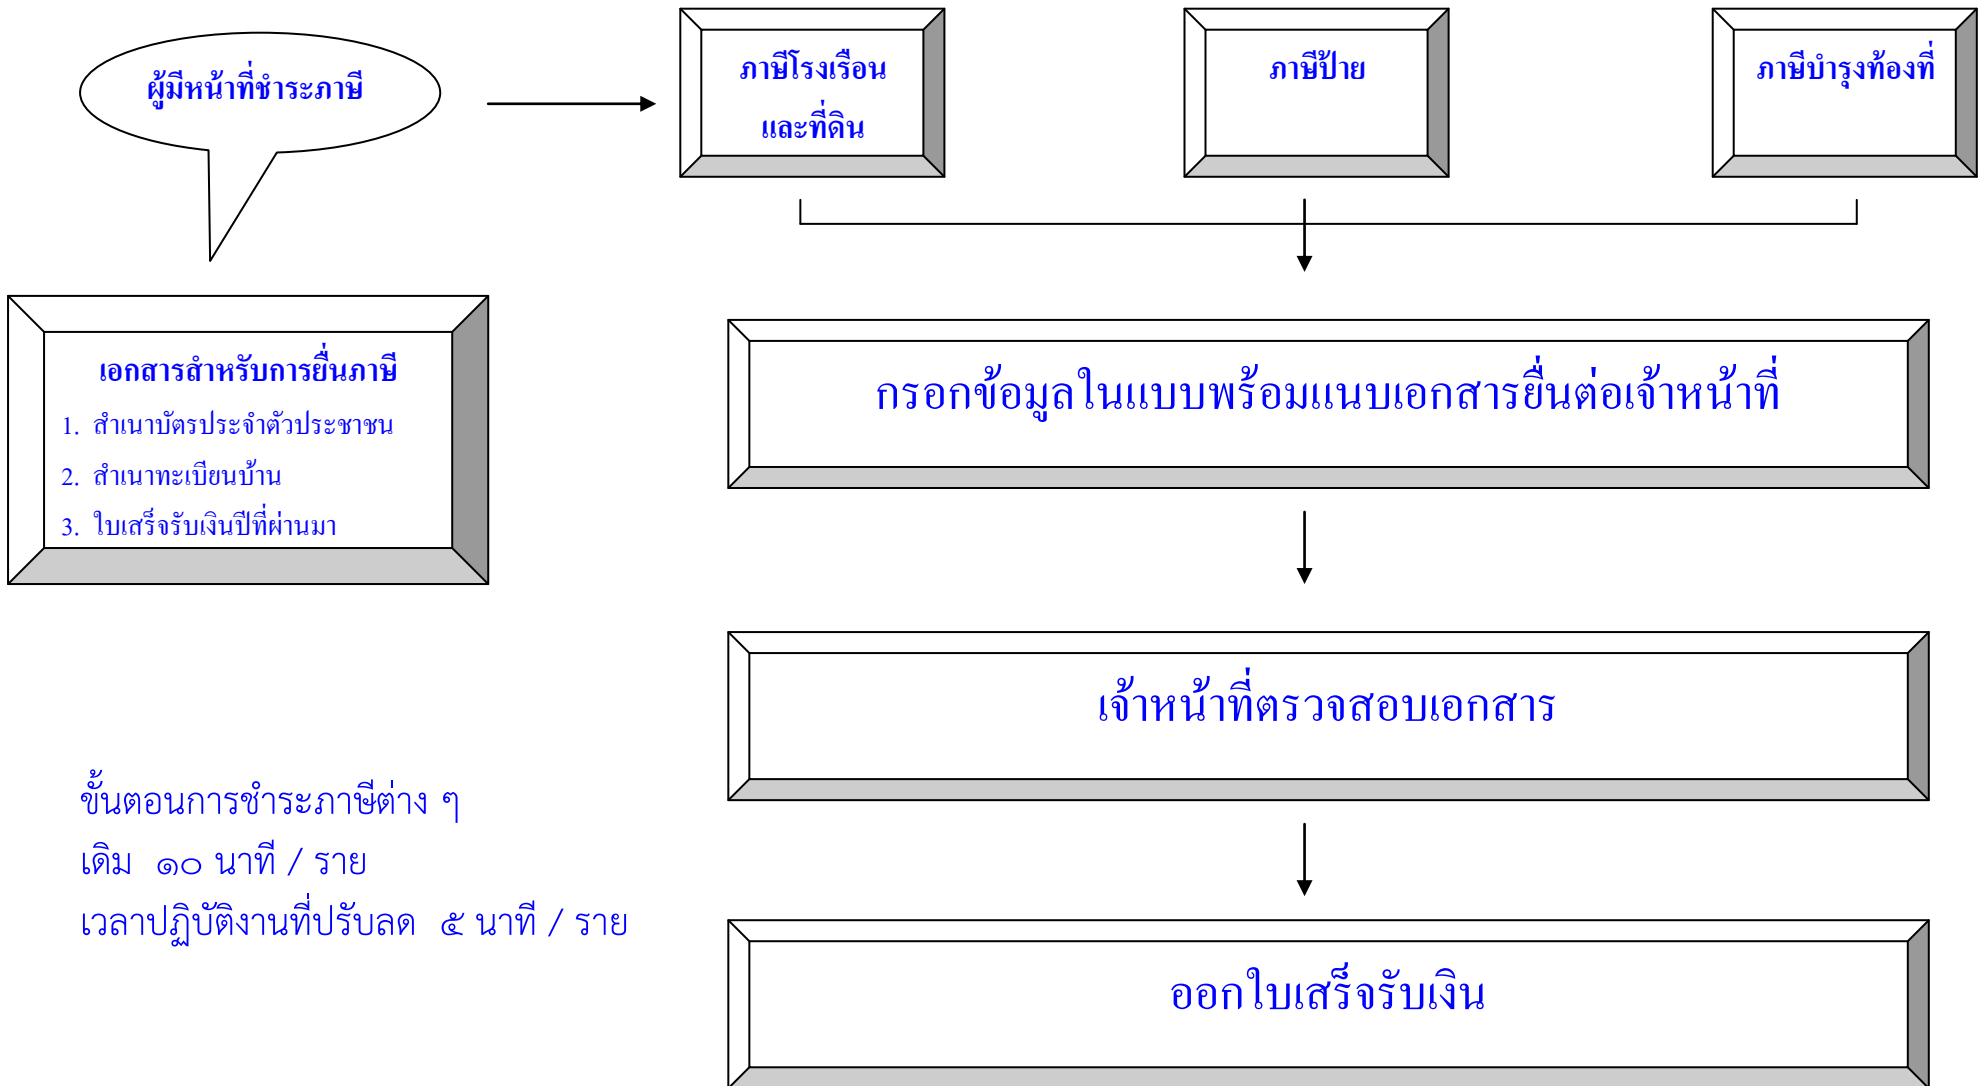 ผู้มีหน้าที่ชำระภาษี
ภาษีโรงเรือน
และที่ดิน
ภาษีป้าย
ภาษีบำรุงท้องที่
เอกสารสำหรับการยื่นภาษี
1. สำเนาบัตรประจำตัวประชาชน
2. สำเนาทะเบียนบ้าน
3. ใบเสร็จรับเงินปีที่ผ่านมา
กรอกข้อมูลในแบบพร้อมแนบเอกสารยื่นต่อเจ้าหน้าที่
เจ้าหน้าที่ตรวจสอบเอกสาร
ขั้นตอนการชำระภาษีต่าง ๆ
เดิม ๑๐ นาที / ราย
เวลาปฏิบัติงานที่ปรับลด ๕ นาที / ราย
ออกใบเสร็จรับเงิน